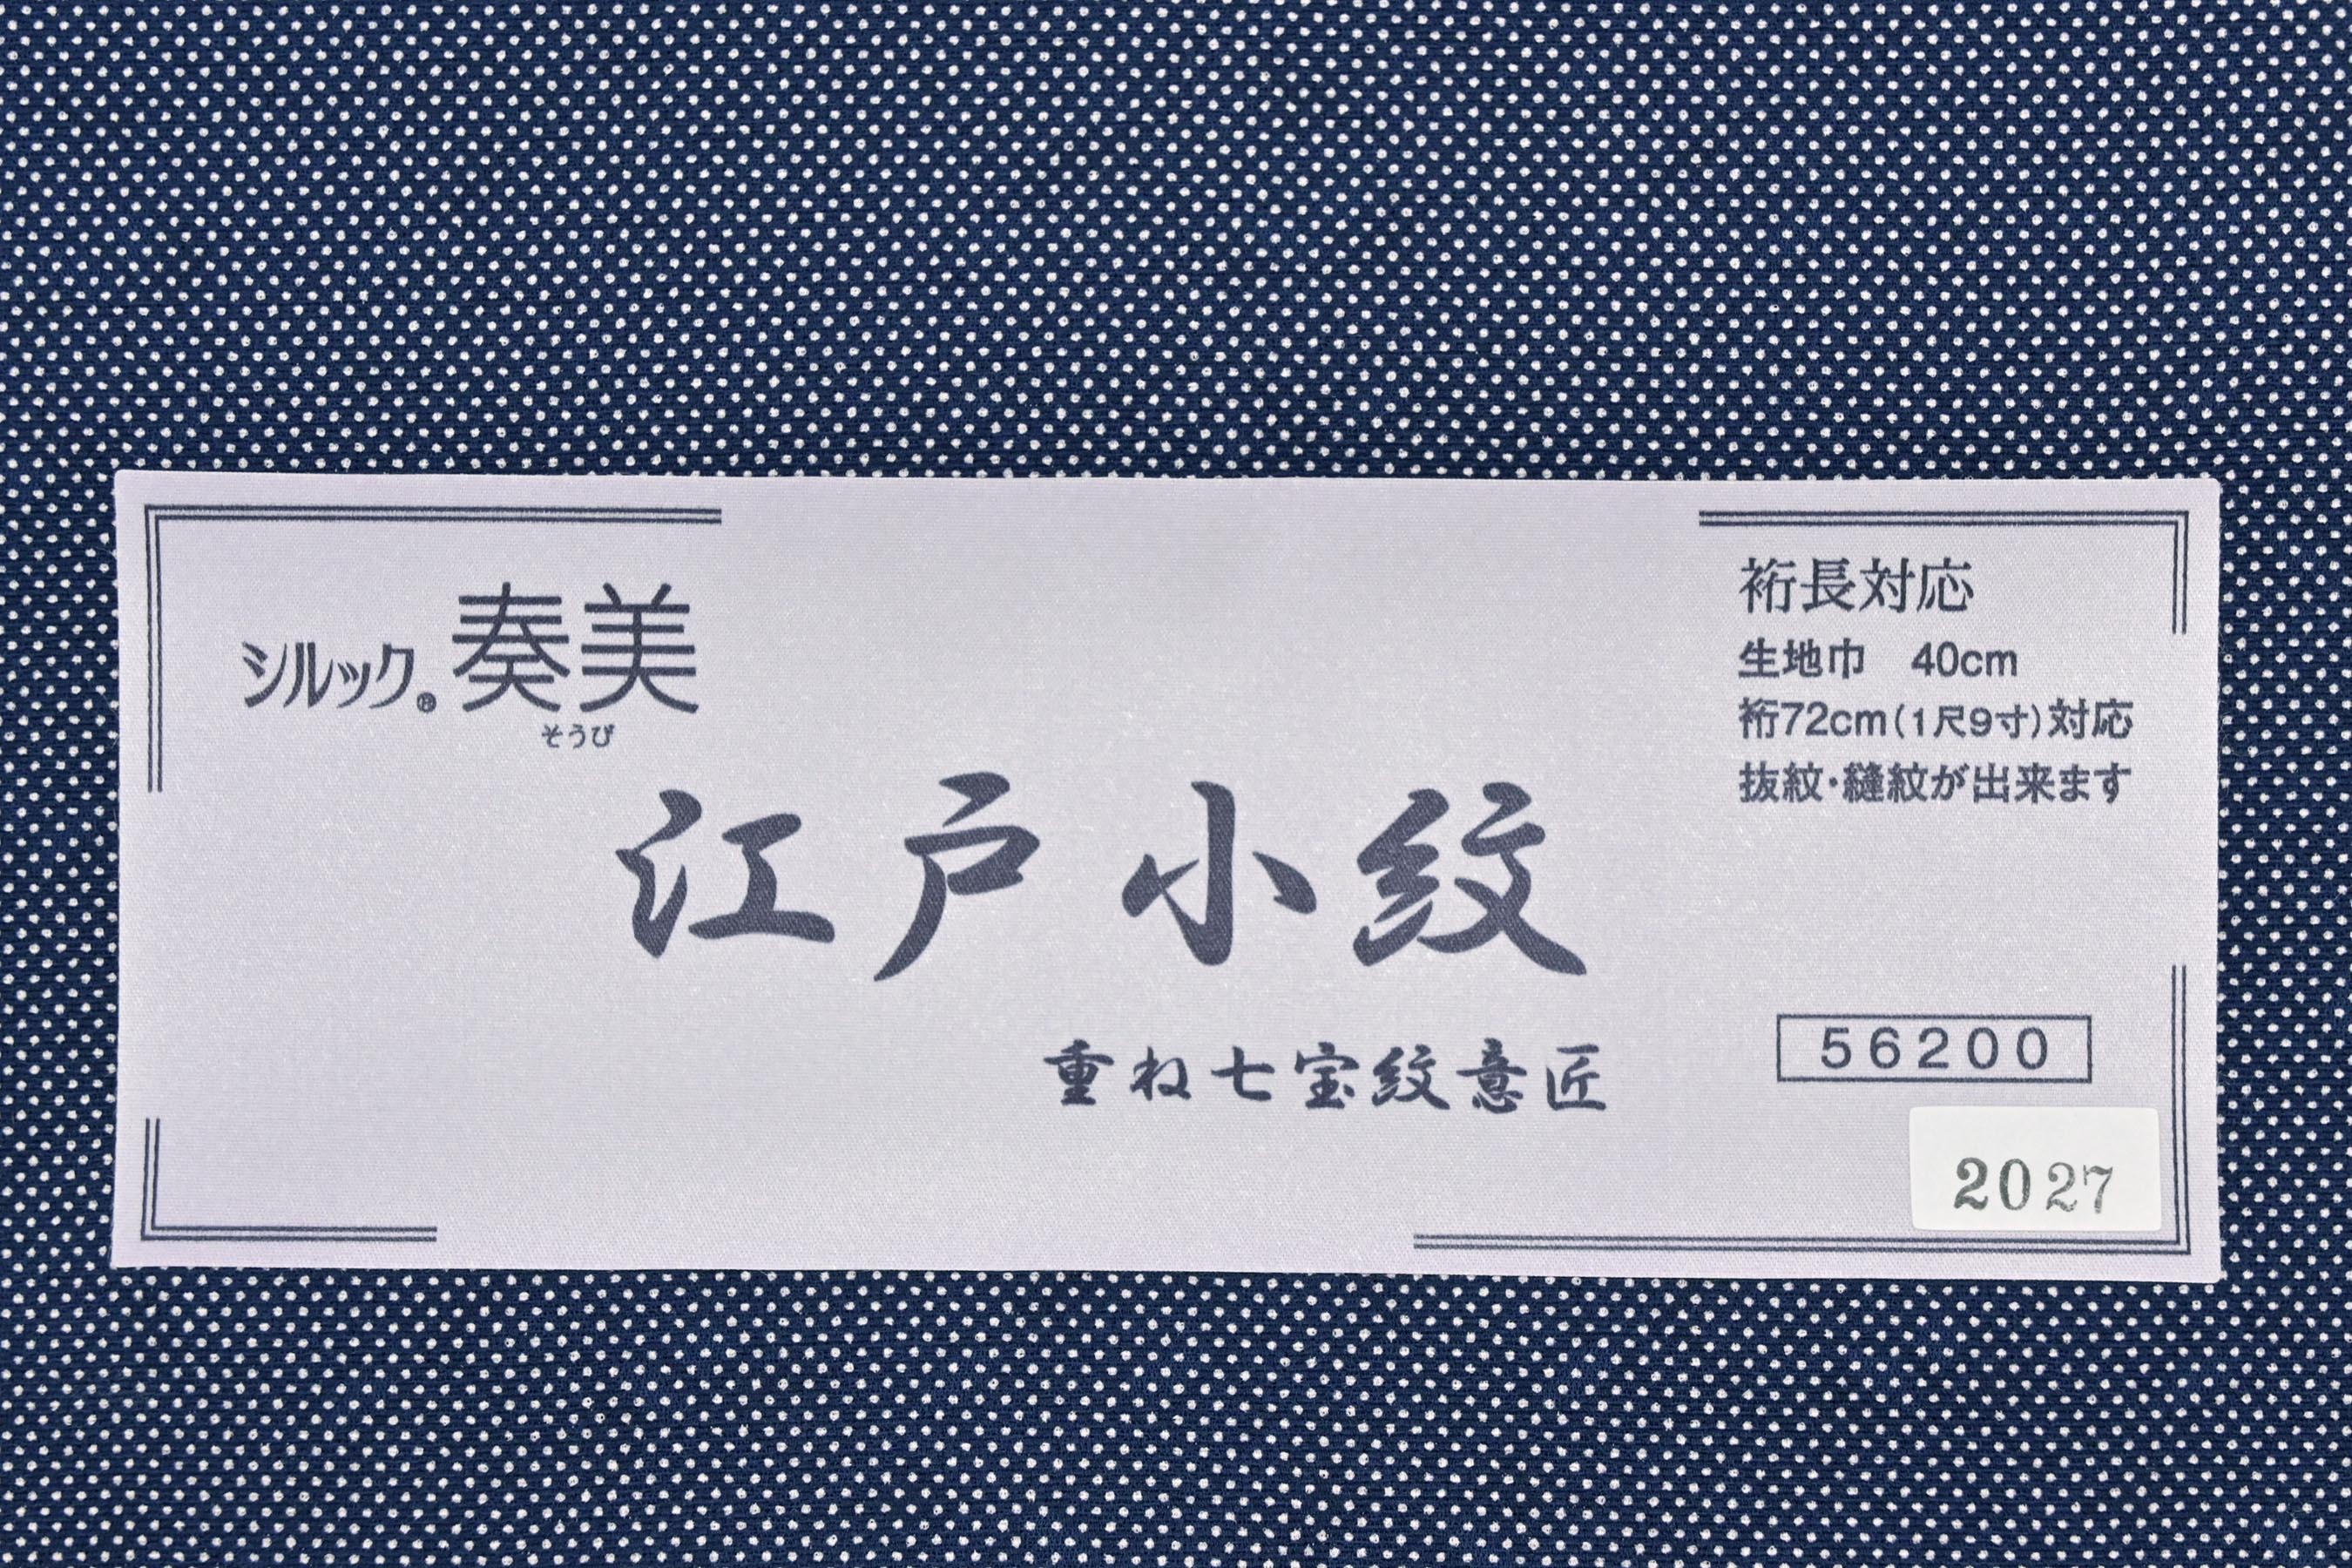 シルック® 奏美
そうび
裄長対応
生地巾 40cm
裄72cm(1尺9寸)対応
抜紋・縫紋が出来ます
江戸小紋
重ね七宝紋意匠
56200
2027